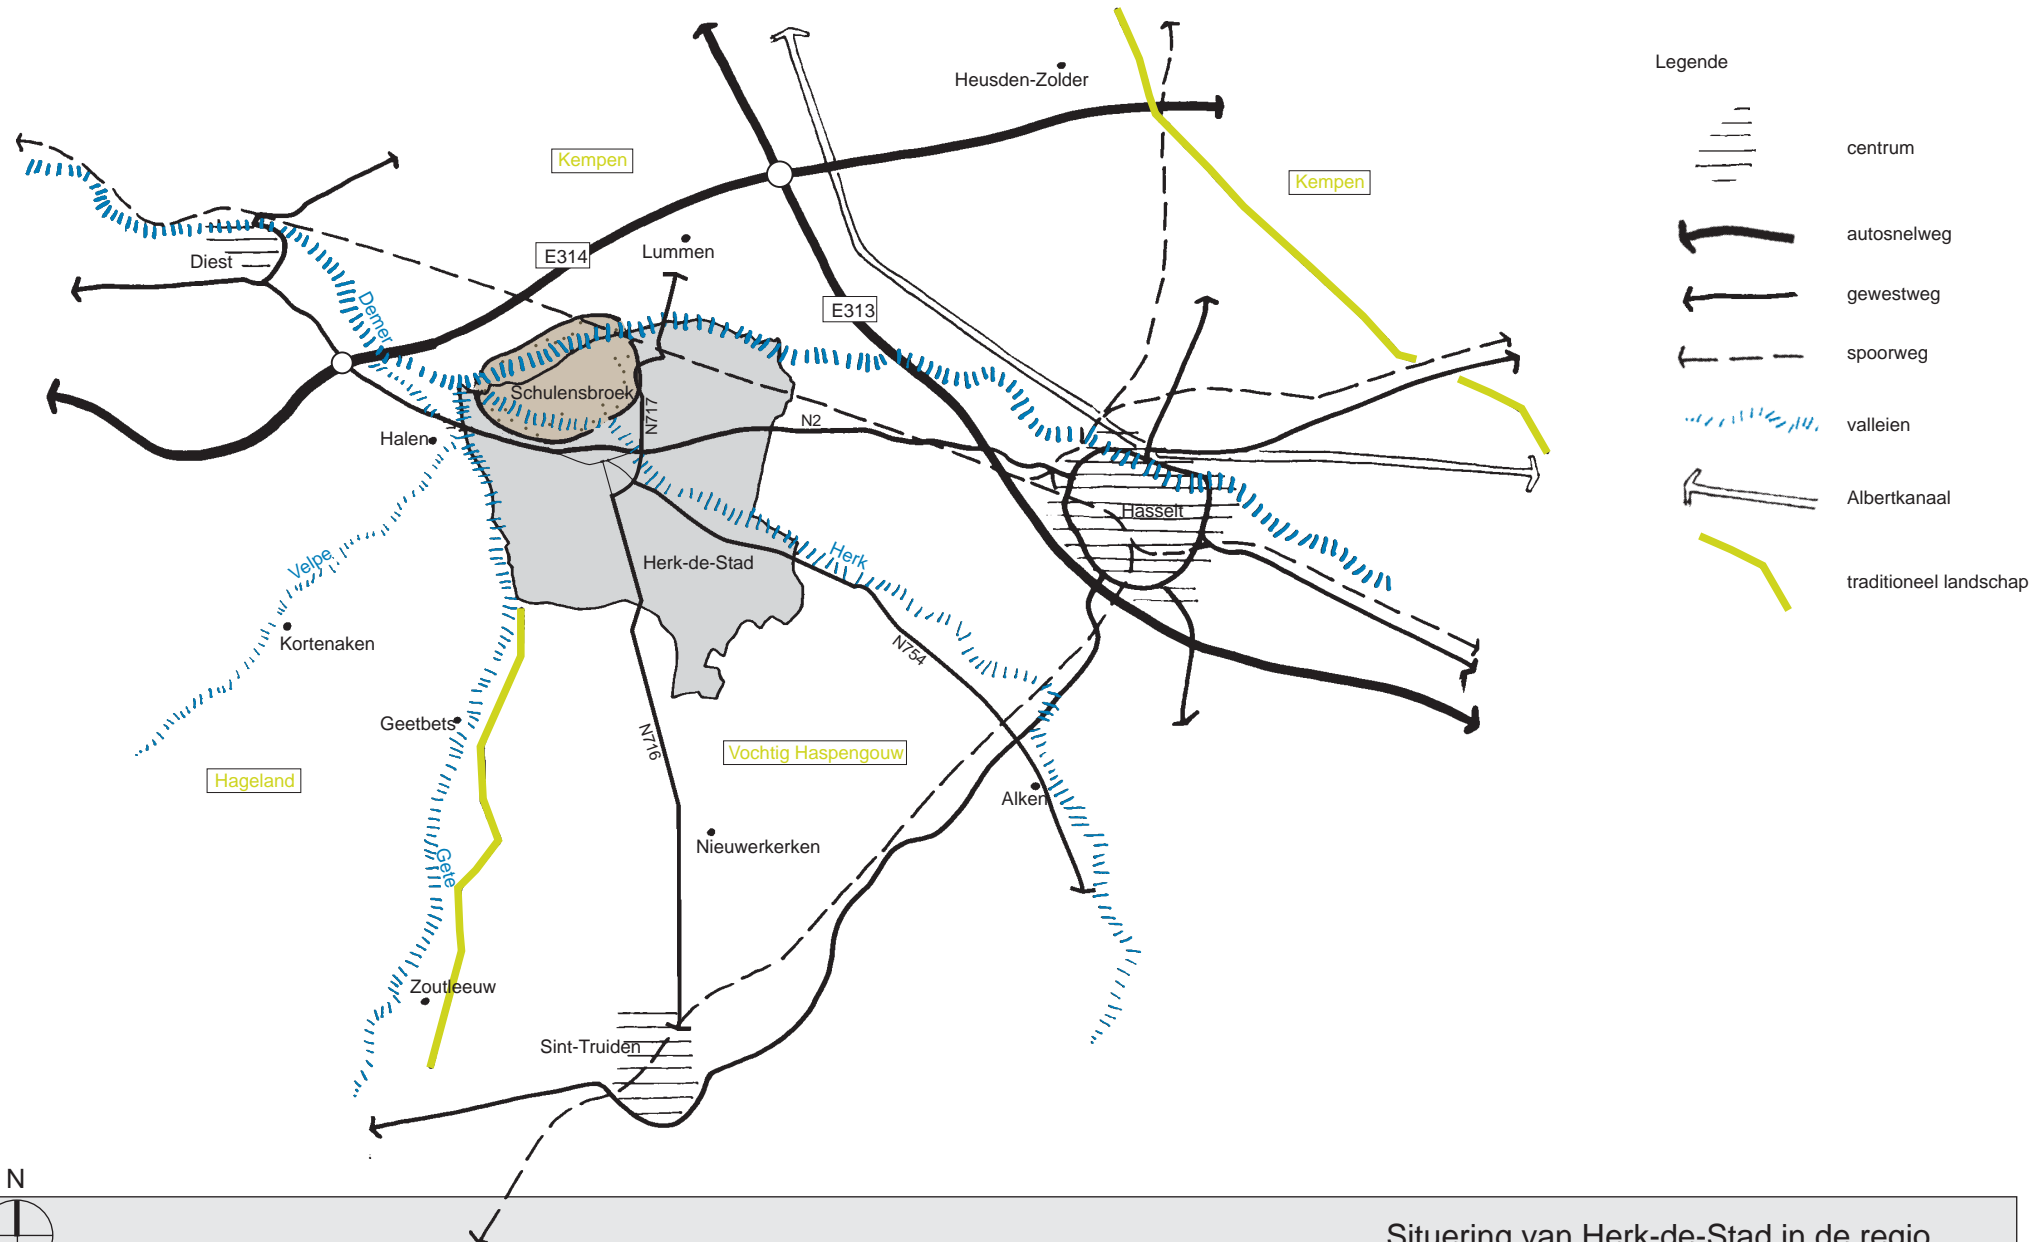 Heusden-Zolder
Kempen
Kempen
Diest
E314
Lummen
E313
Demer
Schulensbroek
N717
N2
Halen
Hasselt
Velpe
Herk-de-Stad
Herk
Kortenaken
N754
Geetbets
N716
Vochtig Haspengouw
Hageland
Alken
Nieuwerkerken
Gete
Zoutleeuw
Sint-Truiden
Legende
centrum
autosnelweg
gewestweg
spoorweg
valleien
Albertkanaal
traditioneel landschap
N
Situering van Herk-de-Stad in de regio